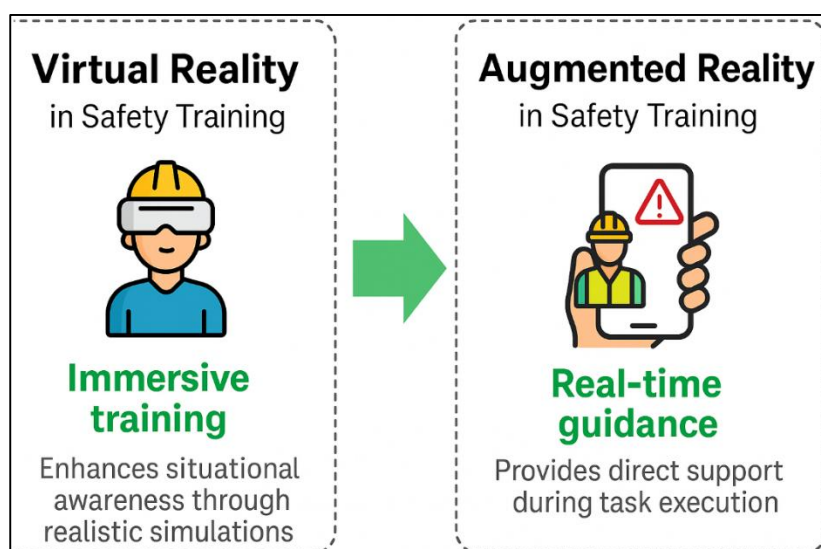 Virtual Reality
in Safety Training
Immersive
training
Enhances situational
awareness through
realistic simulations
Augmented Reality
in Safety Training
Real-time
guidance
Provides direct support
during task execution